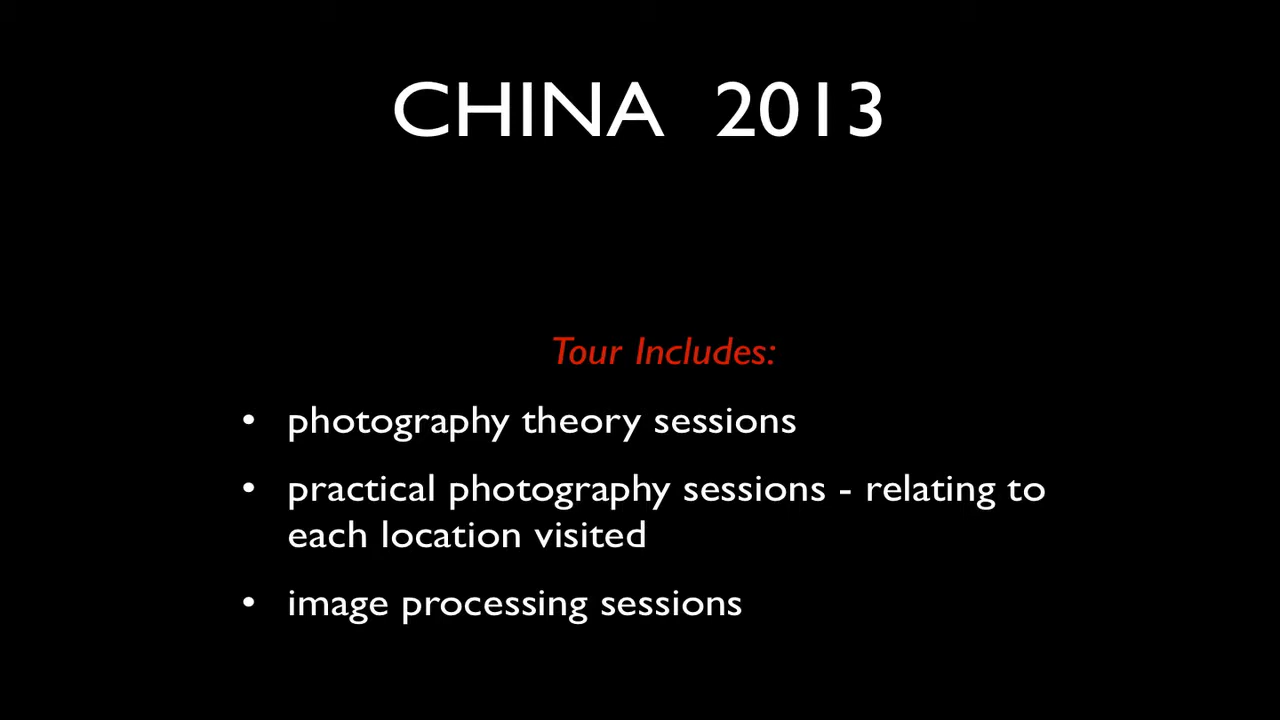 CHINA 2013
Tour Includes:
• photography theory sessions
• practical photography sessions - relating to
each location visited
• image processing sessions